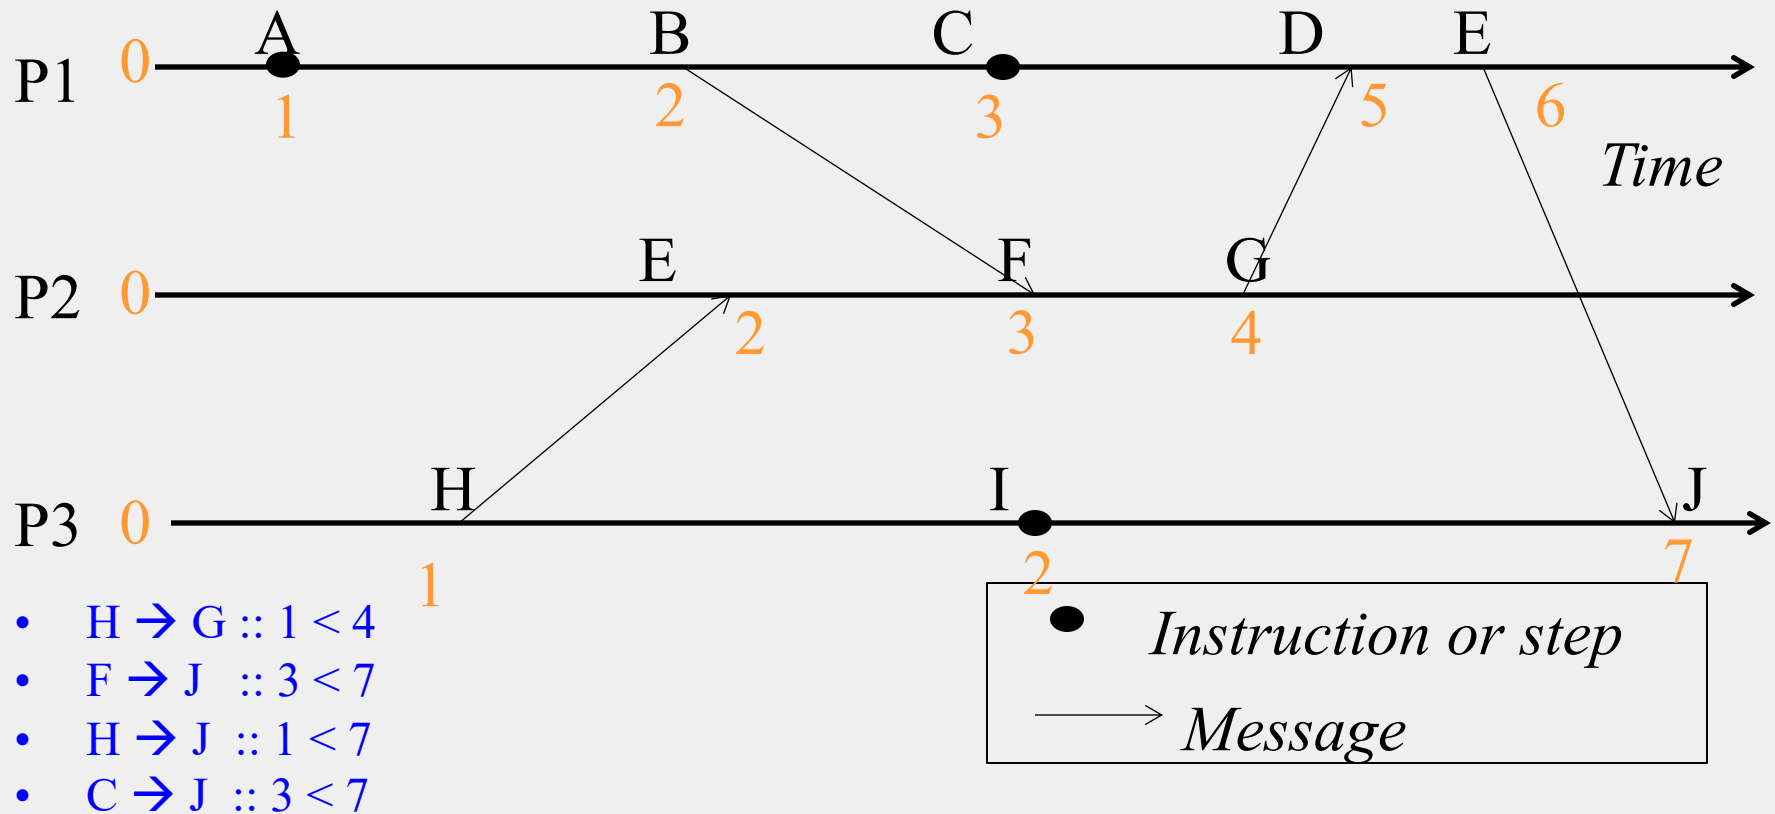 A B C D E
P1 0
1 2 3 5 6
Time
E F G
P2 0
2 3 4
H I J
P3 0
1 2 7
• H → G :: 1 < 4
• F → J :: 3 < 7
• H → J :: 1 < 7
• C → J :: 3 < 7
Instruction or step
Message